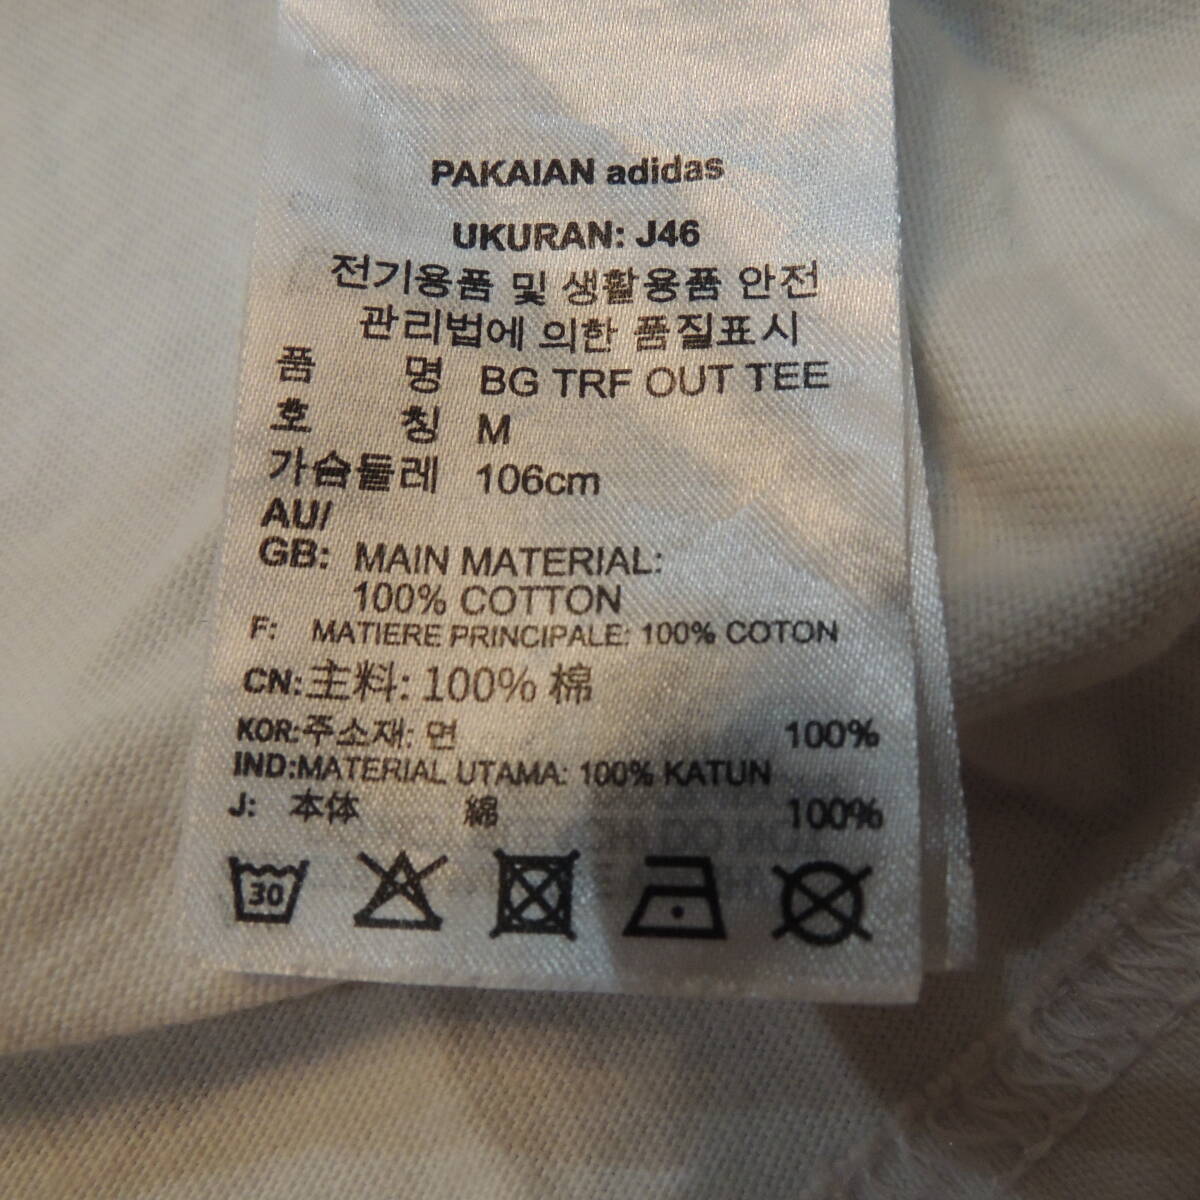 PAKAIAN adidas
UKURAN: J46
전기용품 및 생활용품 안전
관리법에 의한 품질표시
품 명 BG TRF OUT TEE
호 칭 M
가슴둘레 106cm
AU/
GB: MAIN MATERIAL:
100% COTTON
F: MATIERE PRINCIPALE: 100% COTON
CN:主料: 100% 棉
KOR:주소재: 면 100%
IND:MATERIAL UTAMA: 100% KATUN
J: 本体 綿 100%
30